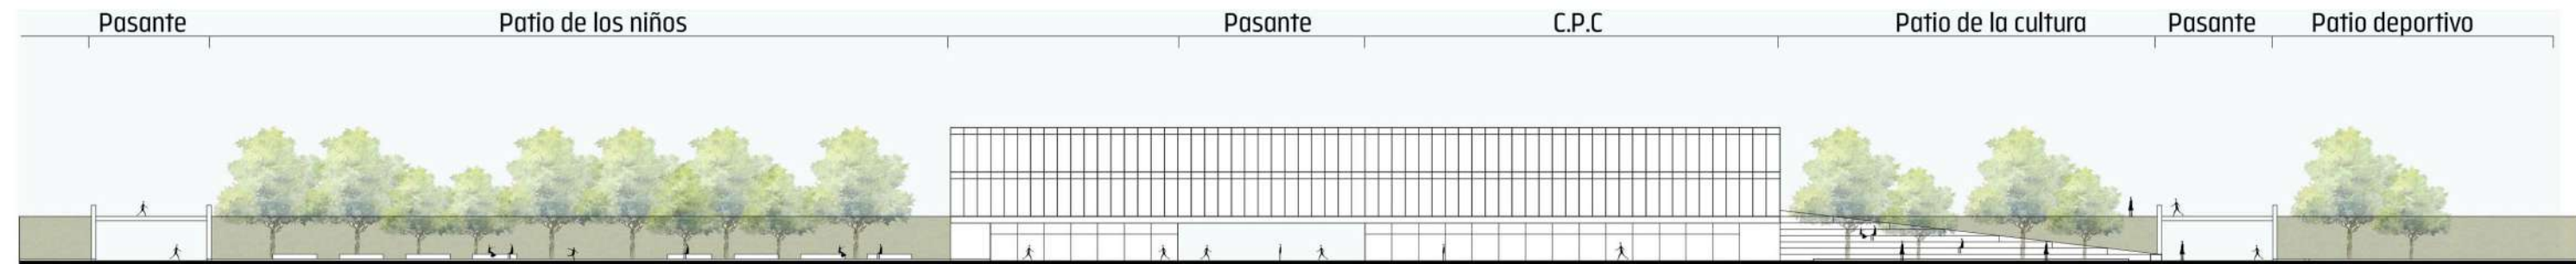 Pasante
Patio de los niños
Pasante
C.P.C
Patio de la cultura
Pasante
Patio deportivo